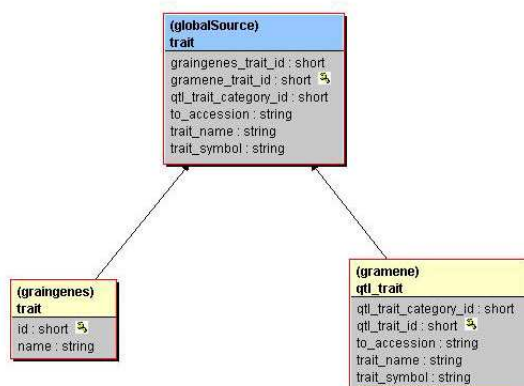 (globalSource)
trait
graingenes_trait_id : short
gramene_trait_id : short
qtl_trait_category_id : short
to_accession : string
trait_name : string
trait_symbol : string
(graingenes)
trait
id : short
name : string
(gramene)
qtl_trait
qtl_trait_category_id : short
qtl_trait_id : short
to_accession : string
trait_name : string
trait_symbol : string